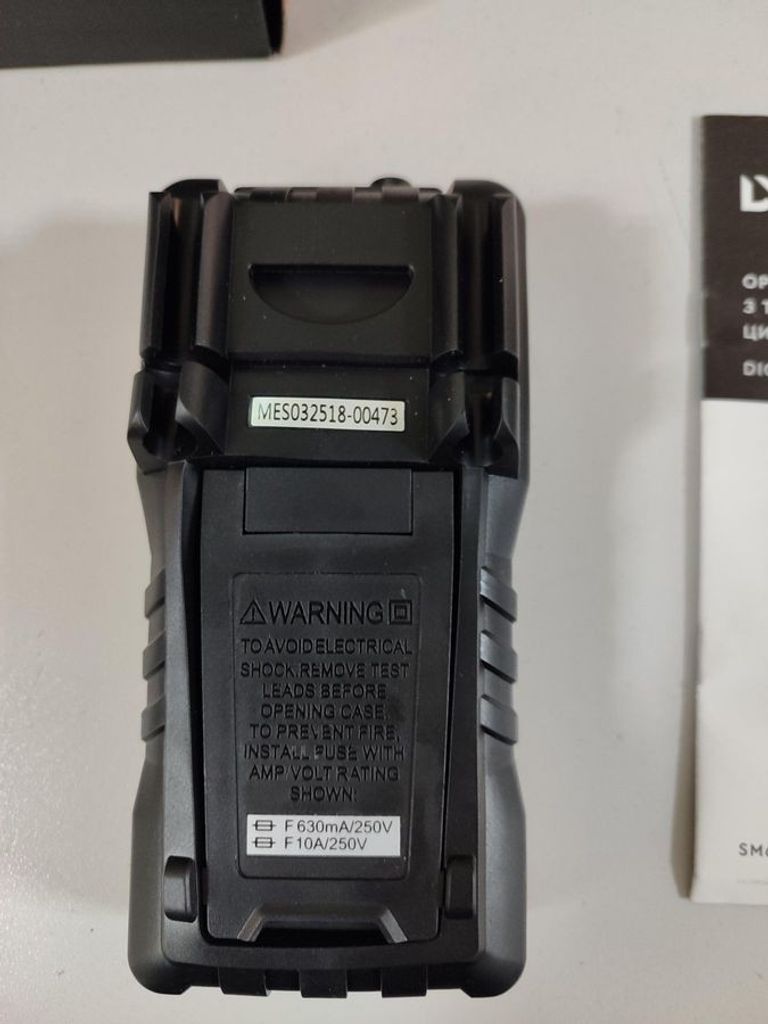 MES032518-00473
WARNING
TO AVOID ELECTRICAL
SHOCK, REMOVE TEST
LEADS BEFORE
OPENING CASE.
TO PREVENT FIRE,
INSTALL FUSE WITH
AMP/VOLT RATING
SHOWN:
F 630mA/250V
F 10A/250V
З